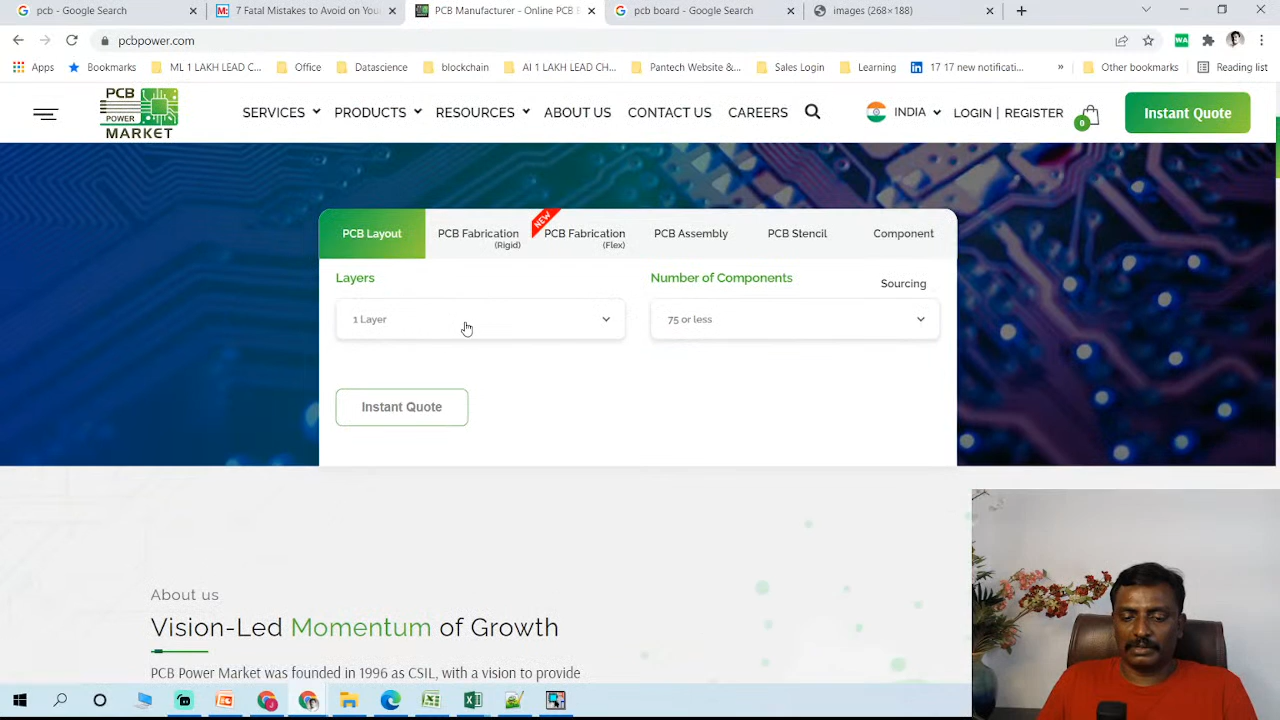 pcb - Google Search
7 Fatal Mistakes to Avoid on You
PCB Manufacturer - Online PCB E
pcb board - Google Search
images (268×188)
pcbpower.com
WA
Apps
Bookmarks
ML 1 LAKH LEAD C...
Office
Datascience
blockchain
AI 1 LAKH LEAD CH...
Pantech Website &...
Sales Login
Learning
17 17 new notificati...
»
Other bookmarks
Reading list
PCB
POWER
MARKET
SERVICES
PRODUCTS
RESOURCES
ABOUT US
CONTACT US
CAREERS
INDIA
LOGIN | REGISTER
0
Instant Quote
PCB Layout
PCB Fabrication
(Rigid)
NEW
PCB Fabrication
(Flex)
PCB Assembly
PCB Stencil
Component
Sourcing
Layers
Number of Components
1 Layer
75 or less
Instant Quote
About us
Vision-Led Momentum of Growth
PCB Power Market was founded in 1996 as CSIL, with a vision to provide